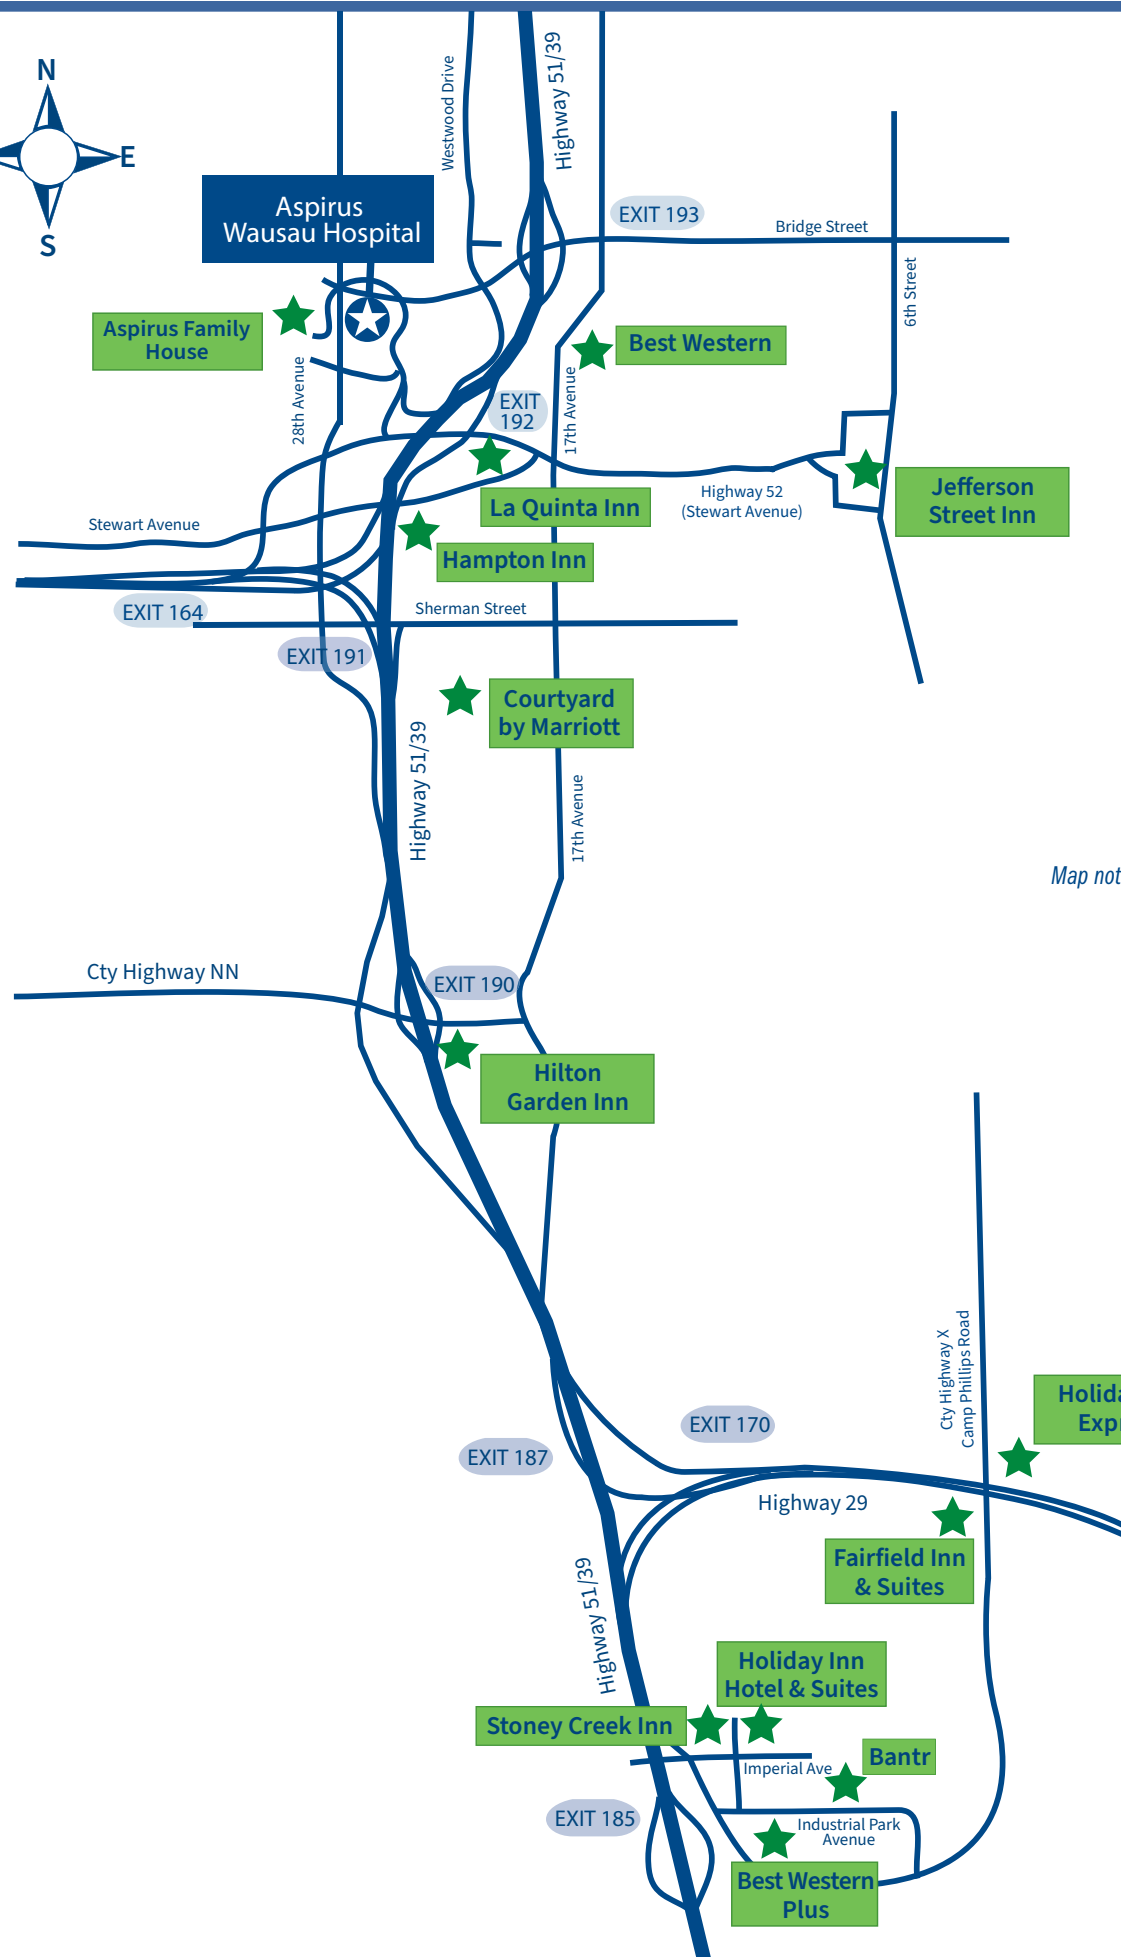 N
E
S
Westwood Drive
Highway 51/39
Aspirus
Wausau Hospital
EXIT 193
Bridge Street
6th Street
Aspirus Family
House
Best Western
28th Avenue
17th Avenue
EXIT
192
Highway 52
(Stewart Avenue)
Jefferson
Street Inn
La Quinta Inn
Stewart Avenue
Hampton Inn
EXIT 164
Sherman Street
EXIT 191
Courtyard
by Marriott
Highway 51/39
17th Avenue
Map not
Cty Highway NN
EXIT 190
Hilton
Garden Inn
Cty Highway X
Camp Phillips Road
Holida
Exp
EXIT 170
EXIT 187
Highway 29
Fairfield Inn
& Suites
Highway 51/39
Holiday Inn
Hotel & Suites
Stoney Creek Inn
Bantr
Imperial Ave
EXIT 185
Industrial Park
Avenue
Best Western
Plus